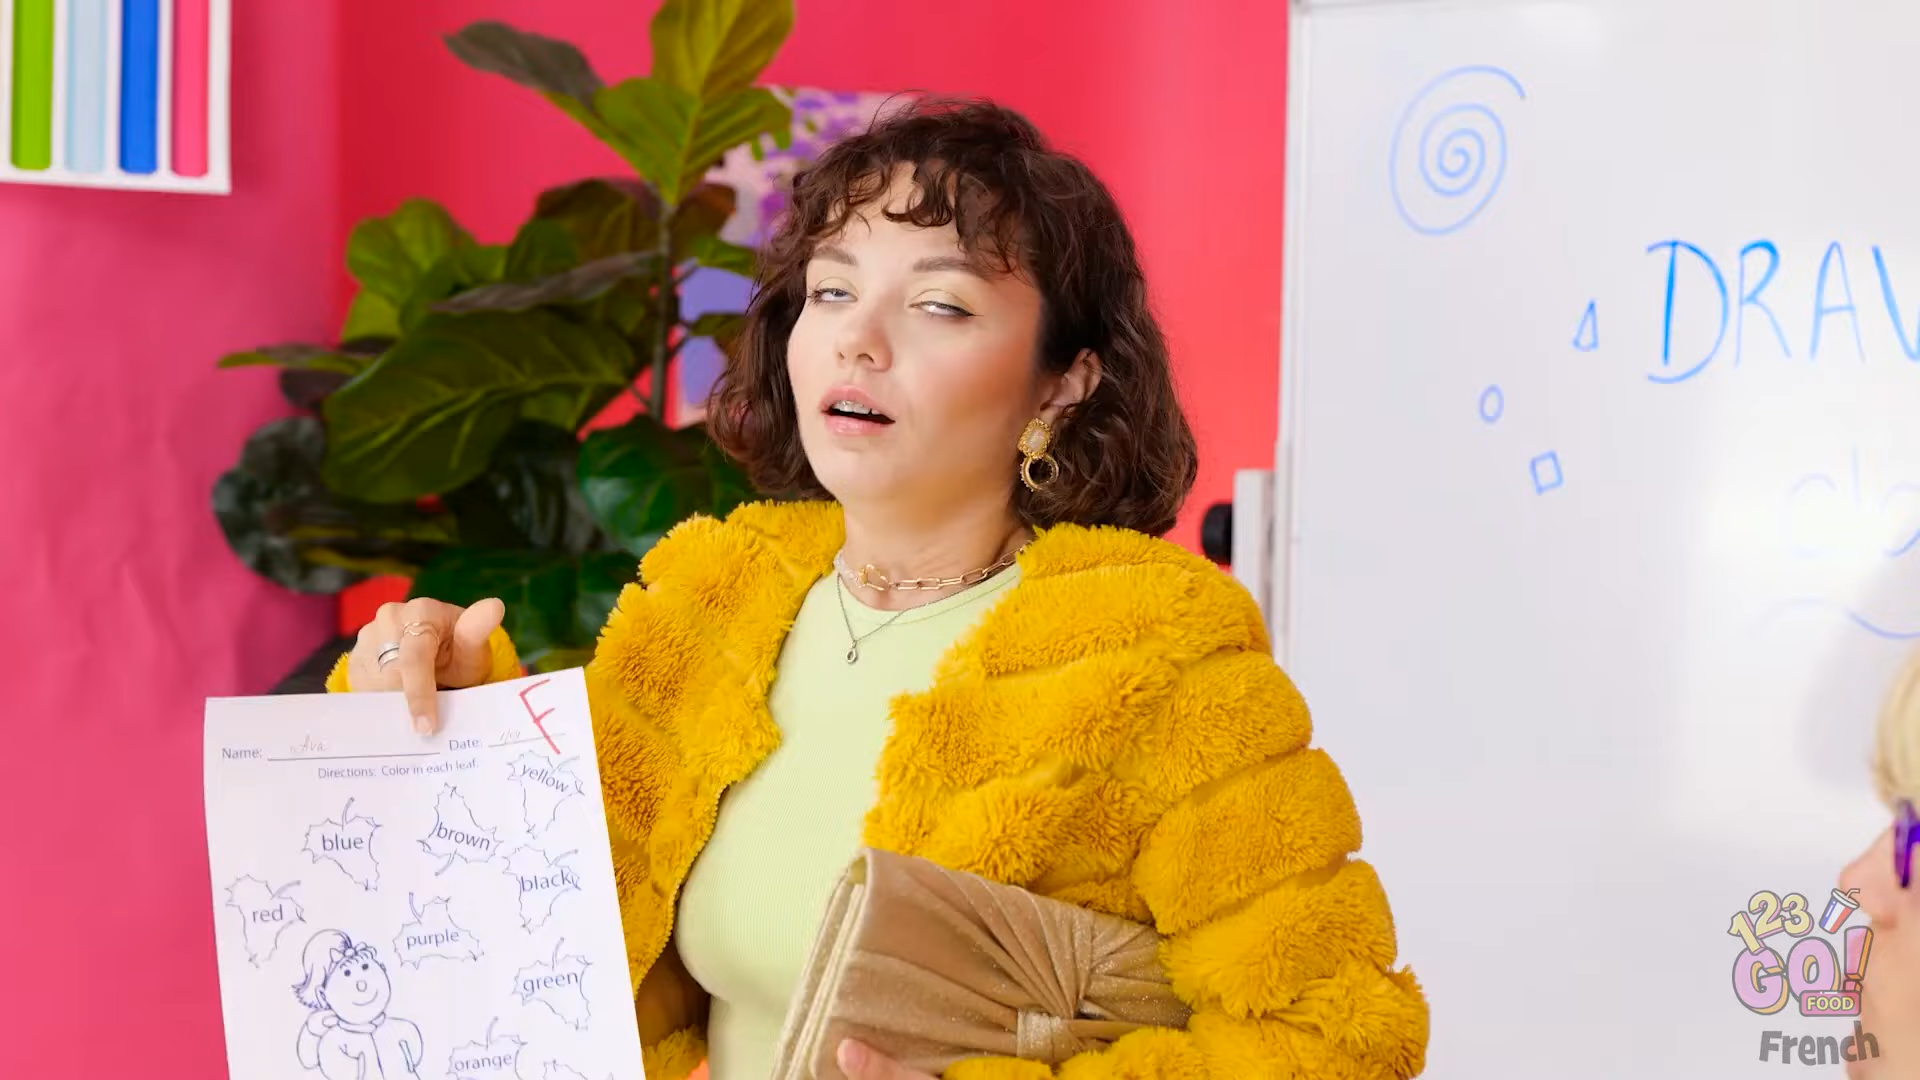 DRAW
F
Name: Ava Date:
Directions: Color in each leaf.
yellow
blue
brown
black
red
purple
green
orange
123
GO!
FOOD
French